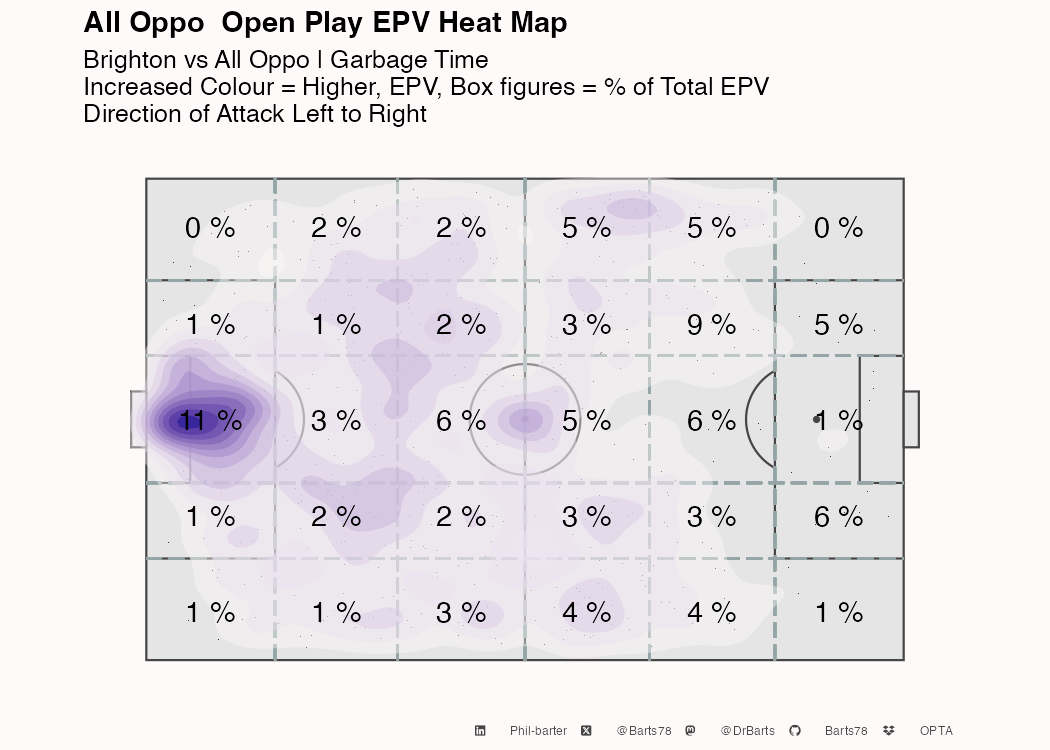 All Oppo  Open Play EPV Heat Map
Brighton vs All Oppo | Garbage Time
Increased Colour = Higher, EPV, Box figures = % of Total EPV
Direction of Attack Left to Right
0 % 2 % 2 % 5 % 5 % 0 %
1 % 1 % 2 % 3 % 9 % 5 %
11 % 3 % 6 % 5 % 6 % 1 %
1 % 2 % 2 % 3 % 3 % 6 %
1 % 1 % 3 % 4 % 4 % 1 %
Phil-barter @Barts78 @DrBarts Barts78 OPTA